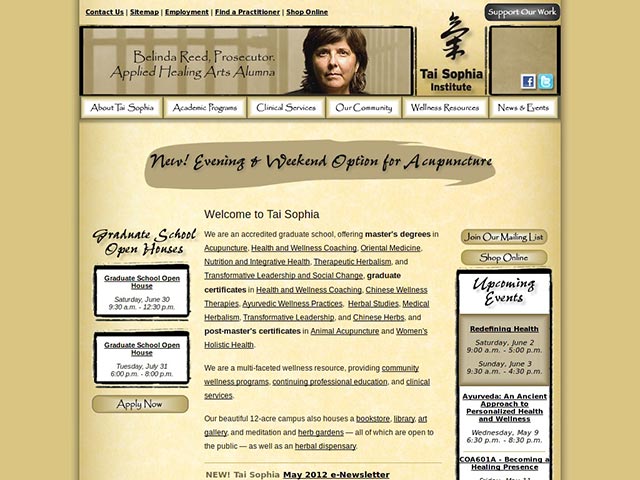 Contact Us | Sitemap | Employment | Find a Practitioner | Shop Online
Support Our Work
Belinda Reed, Prosecutor.
Applied Healing Arts Alumna
Tai Sophia
Institute
About Tai Sophia
Academic Programs
Clinical Services
Our Community
Wellness Resources
News & Events
New! Evening & Weekend Option for Acupuncture
Graduate School
Open Houses
Graduate School Open
House
Saturday, June 30
9:30 a.m. - 12:30 p.m.
Graduate School Open
House
Tuesday, July 31
6:00 p.m. - 8:00 p.m.
Apply Now
Welcome to Tai Sophia
We are an accredited graduate school, offering master's degrees in
Acupuncture, Health and Wellness Coaching, Oriental Medicine,
Nutrition and Integrative Health, Therapeutic Herbalism, and
Transformative Leadership and Social Change, graduate
certificates in Health and Wellness Coaching, Chinese Wellness
Therapies, Ayurvedic Wellness Practices, Herbal Studies, Medical
Herbalism, Transformative Leadership, and Chinese Herbs, and
post-master's certificates in Animal Acupuncture and Women's
Holistic Health.
We are a multi-faceted wellness resource, providing community
wellness programs, continuing professional education, and clinical
services.
Our beautiful 12-acre campus also houses a bookstore, library, art
gallery, and meditation and herb gardens — all of which are open to
the public — as well as an herbal dispensary.
NEW! Tai Sophia May 2012 e-Newsletter
Join Our Mailing List
Shop Online
Upcoming
Events
Redefining Health
Saturday, June 2
9:00 a.m. - 5:00 p.m.
Sunday, June 3
9:30 a.m. - 4:30 p.m.
Ayurveda: An Ancient
Approach to
Personalized Health
and Wellness
Wednesday, May 9
6:30 p.m. - 8:30 p.m.
COA601A - Becoming a
Healing Presence
Friday, May 11